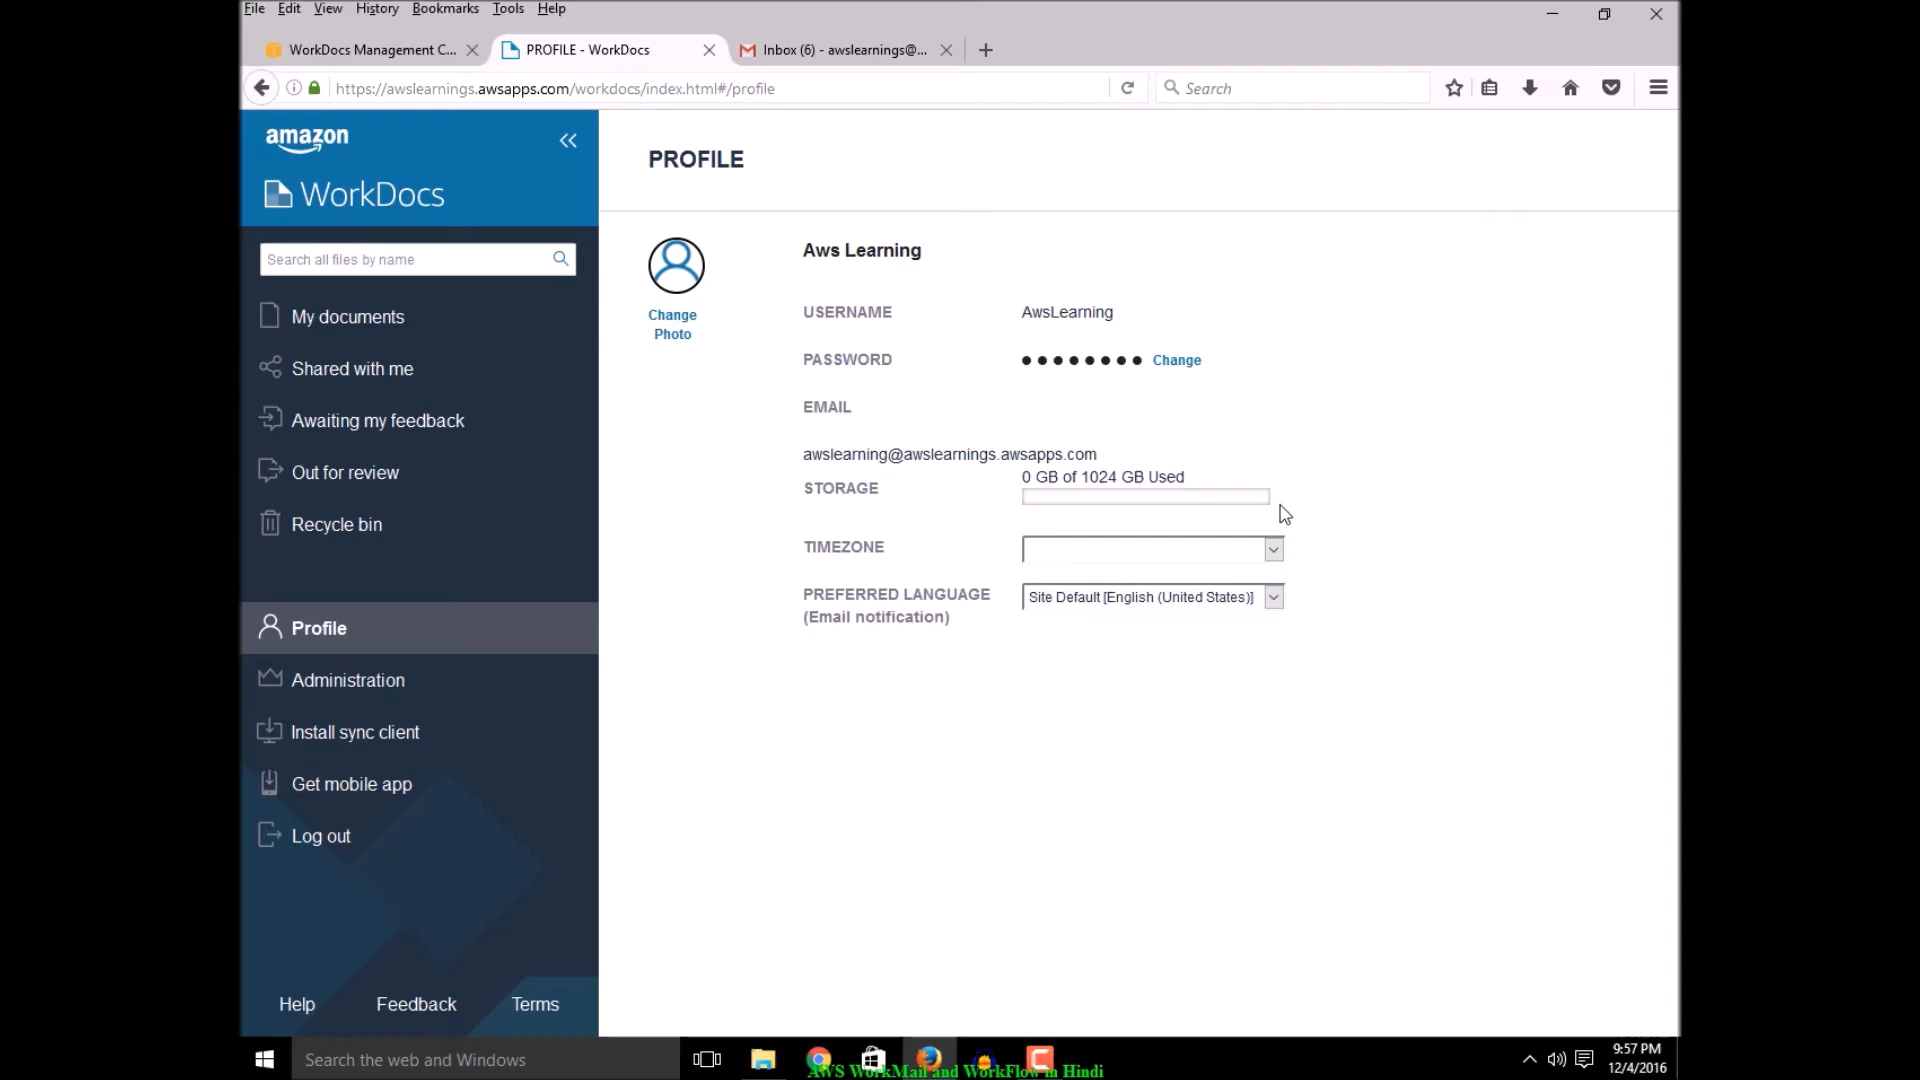 File Edit View History Bookmarks Tools Help
WorkDocs Management C... PROFILE - WorkDocs Inbox (6) - awslearnings@...
https://awslearnings.awsapps.com/workdocs/index.html#/profile Search
amazon
WorkDocs
Search all files by name
My documents
Shared with me
Awaiting my feedback
Out for review
Recycle bin
Profile
Administration
Install sync client
Get mobile app
Log out
Help Feedback Terms
PROFILE
Change
Photo
Aws Learning
USERNAME AwsLearning
PASSWORD Change
EMAIL
awslearning@awslearnings.awsapps.com
0 GB of 1024 GB Used
STORAGE
TIMEZONE
PREFERRED LANGUAGE Site Default [English (United States)]
(Email notification)
Search the web and Windows
AWS WorkMail and WorkFlow in Hindi
9:57 PM
12/4/2016